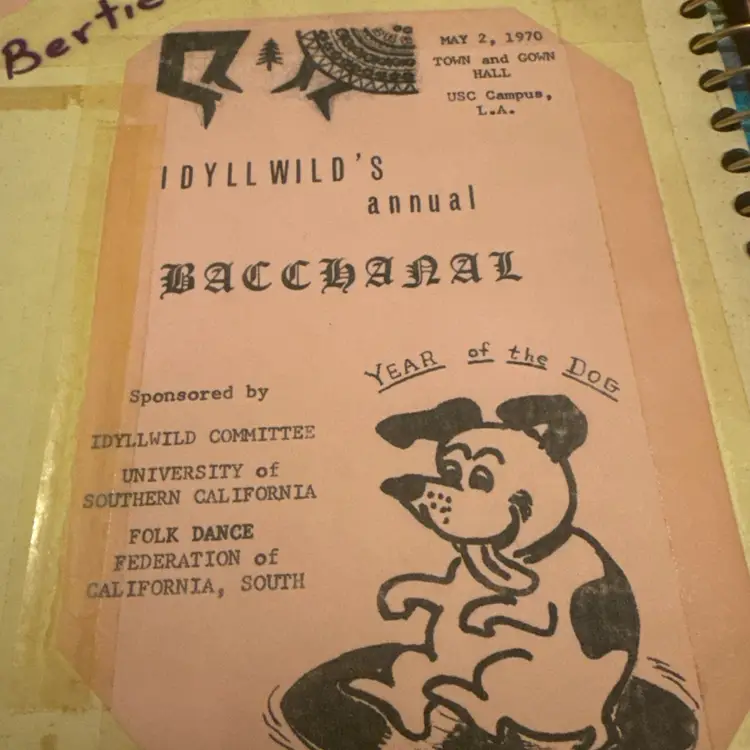 Bertie
MAY 2, 1970
TOWN and GOWN
HALL
USC Campus,
L.A.
IDYLLWILD'S
annual
BACCHANAL
YEAR of the DOG
Sponsored by
IDYLLWILD COMMITTEE
UNIVERSITY of
SOUTHERN CALIFORNIA
FOLK DANCE
FEDERATION of
CALIFORNIA, SOUTH